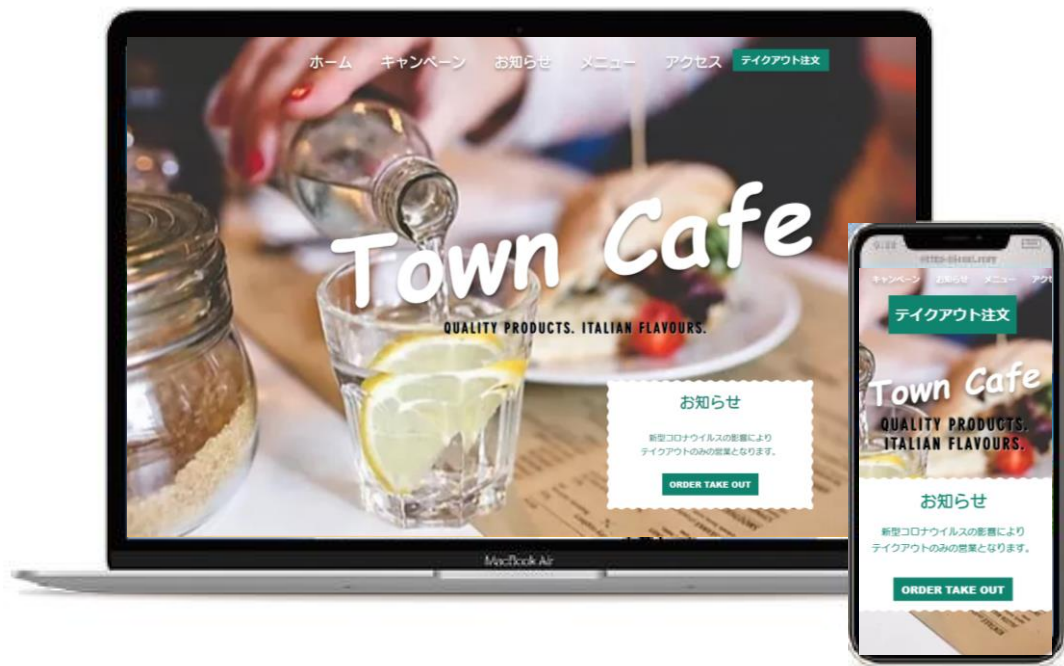 ホーム キャンペーン お知らせ メニュー アクセス テイクアウト注文
Town Cafe
QUALITY PRODUCTS. ITALIAN FLAVOURS.
お知らせ
新型コロナウイルスの影響により
テイクアウトのみの営業となります。
ORDER TAKE OUT
MacBook Air
キャンペーン お知らせ メニュー アクセ
テイクアウト注文
Town Cafe
QUALITY PRODUCTS.
ITALIAN FLAVOURS.
お知らせ
新型コロナウイルスの影響により
テイクアウトのみの営業となります。
ORDER TAKE OUT